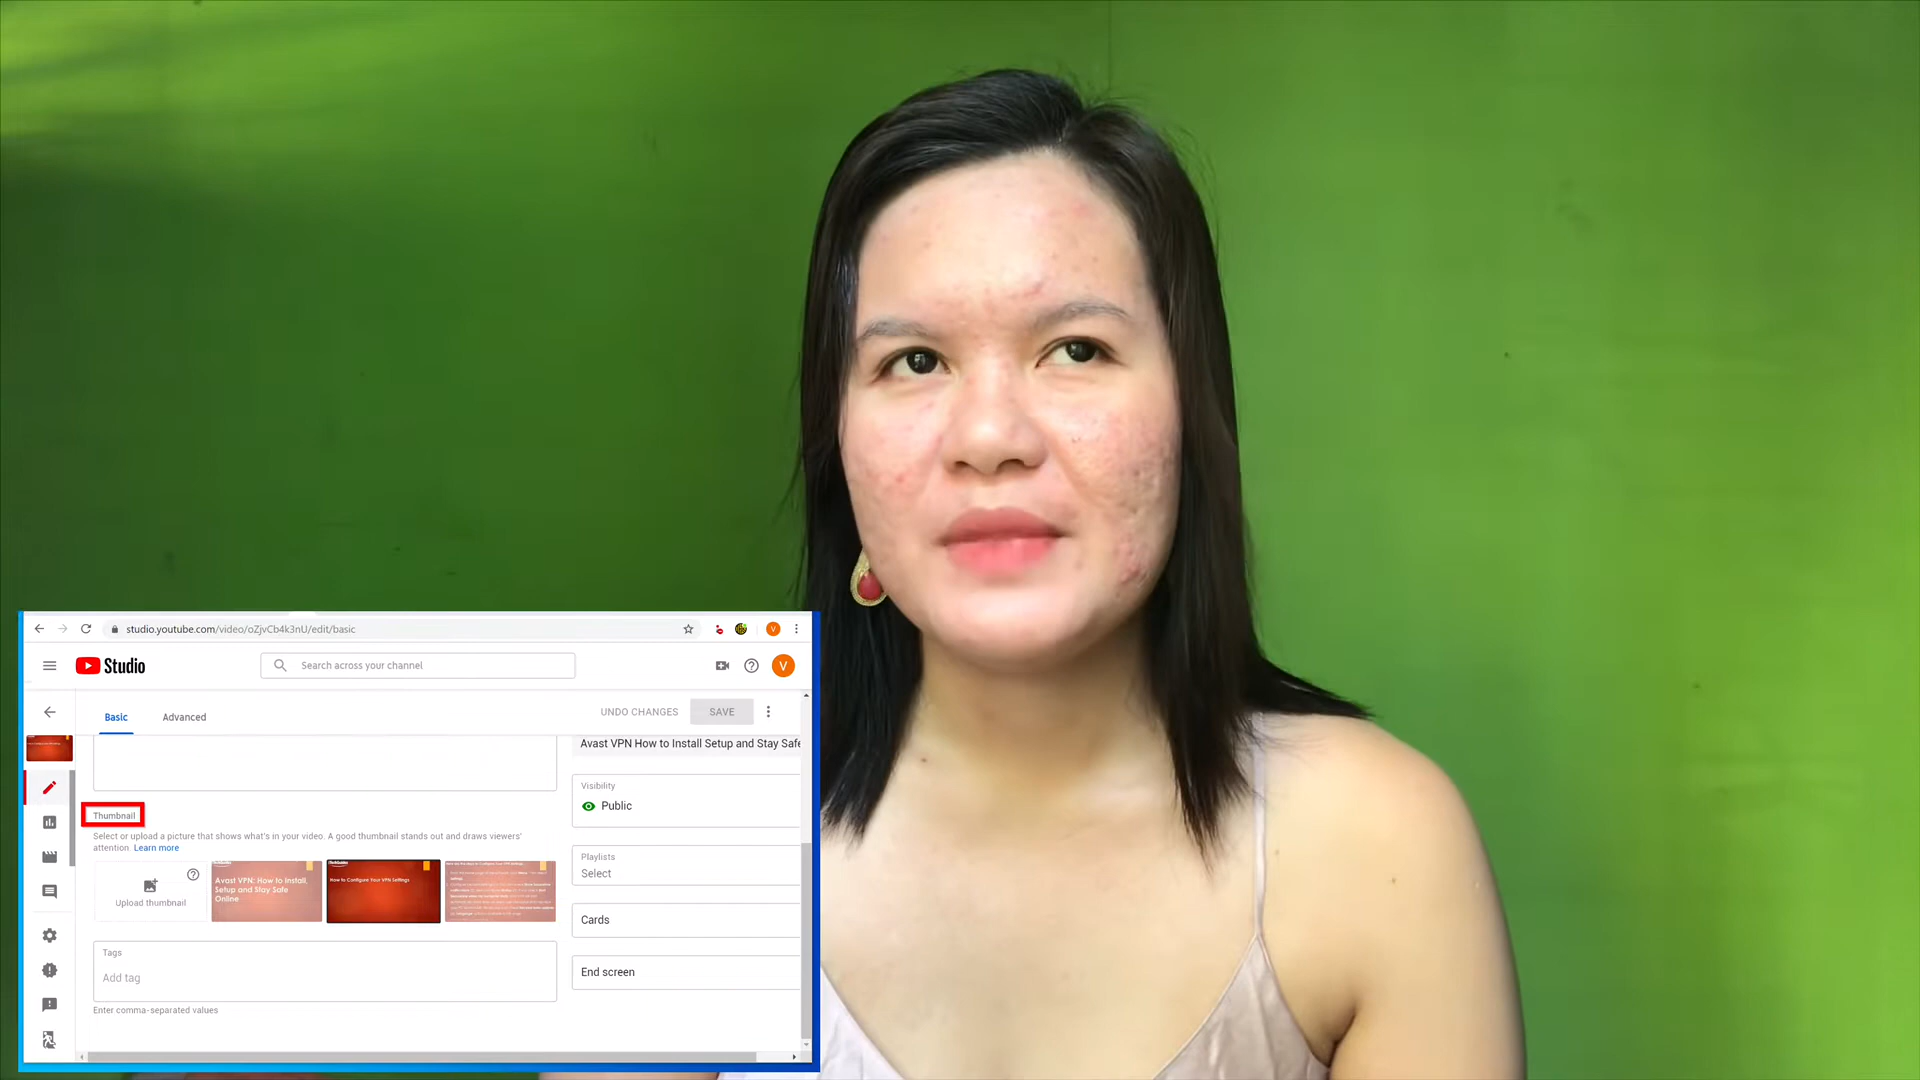 studio.youtube.com/video/oZjvCb4k3nU/edit/basic
V
Studio
Search across your channel
V
Basic
Advanced
UNDO CHANGES
SAVE
Avast VPN How to Install Setup and Stay Safe
Visibility
Public
Thumbnail
Select or upload a picture that shows what's in your video. A good thumbnail stands out and draws viewers'
attention. Learn more
Playlists
Select
Upload thumbnail
Avast VPN: How to Install,
Setup and Stay Safe
Online
How to Configure Your VPN Settings
Cards
Tags
Add tag
End screen
Enter comma-separated values